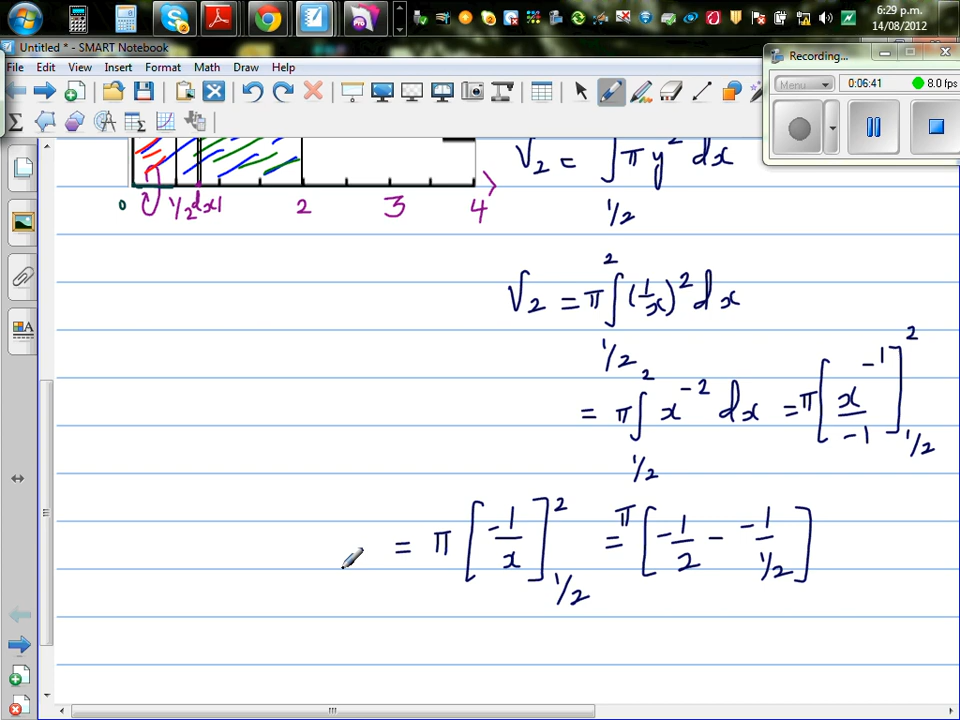 6:29 p.m.
14/08/2012
Untitled * - SMART Notebook
Recording...
File Edit View Insert Format Math Draw Help
Menu
0:06:41
8.0 fps
V2 = ∫ π y² dx
1/2
0 1/2 dx 1 2 3 4
2
V2 = π ∫ (1/x)² dx
1/2
2
= π ∫ x⁻² dx = π [x⁻¹/-1]² 1/2
1/2
= π [-1/x]² 1/2 = π [-1/2 - -1/(1/2)]